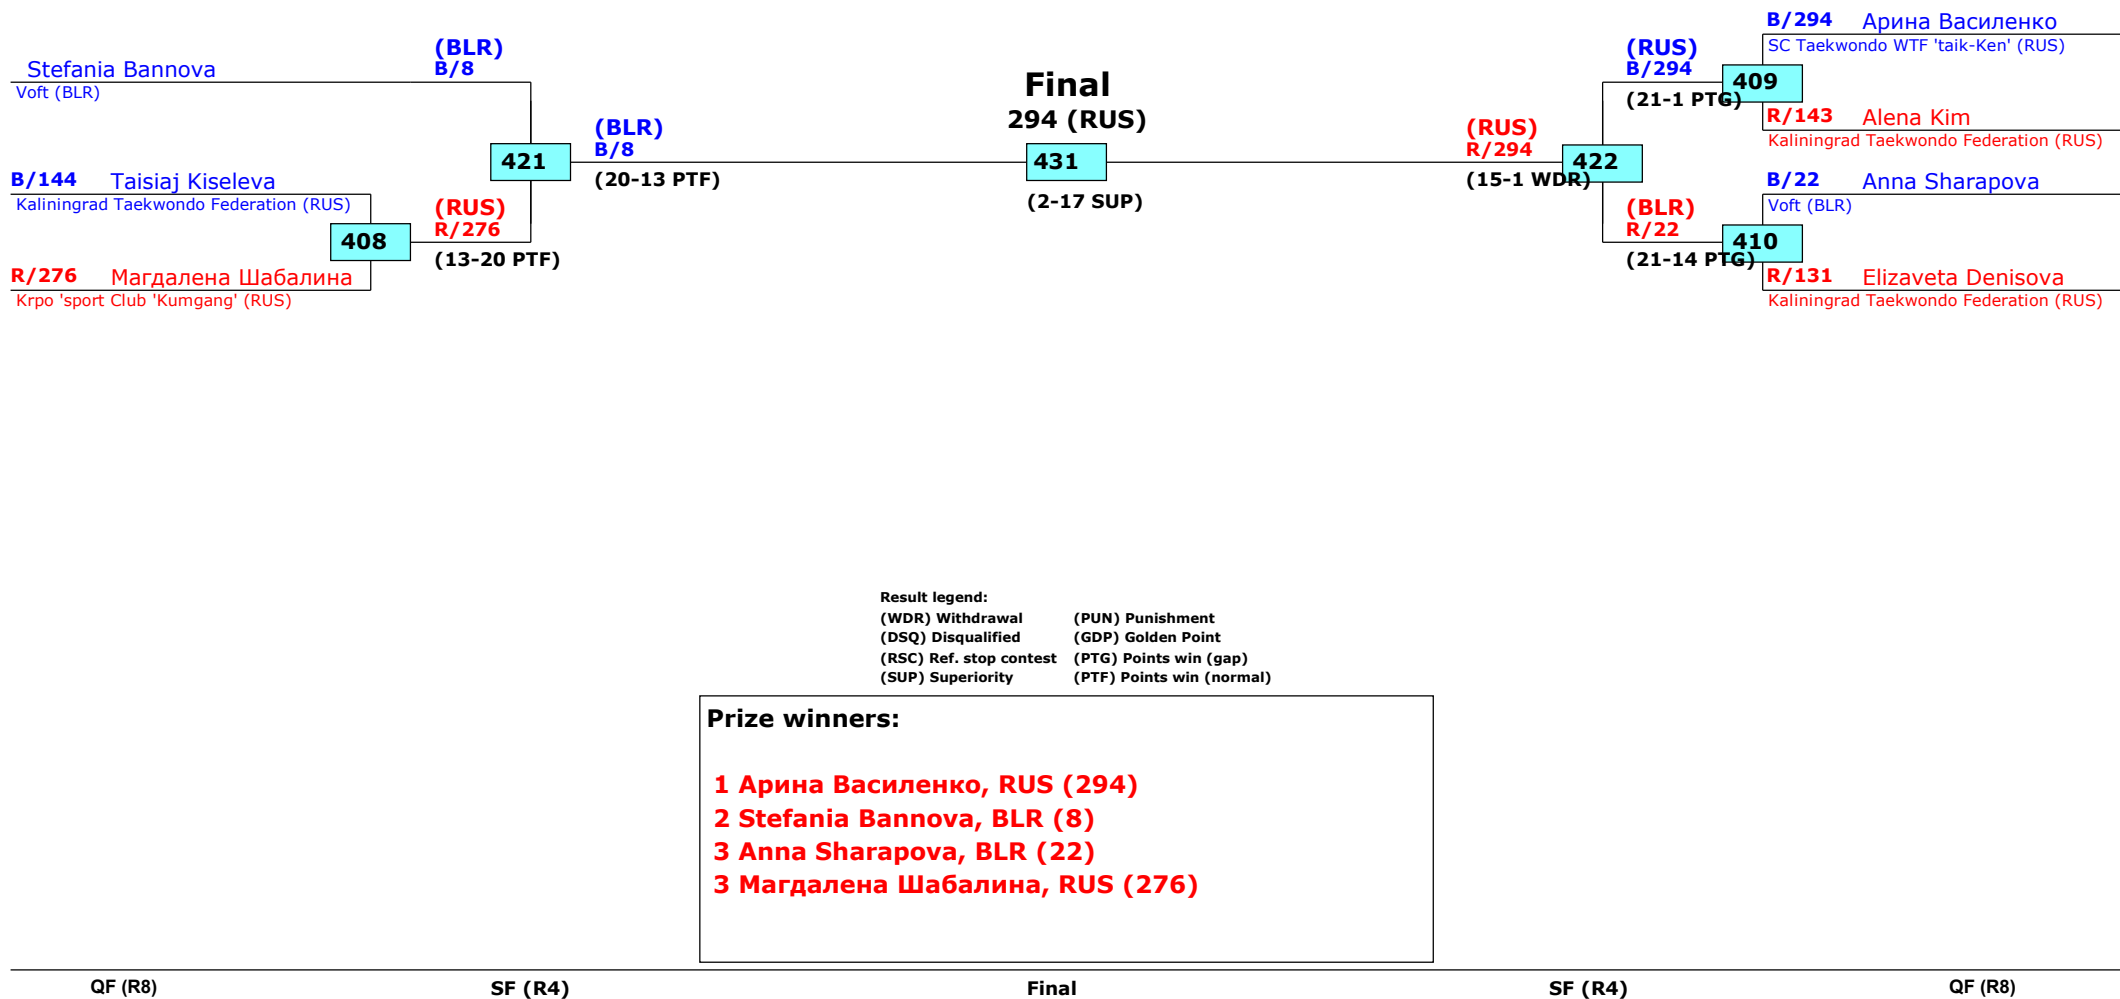 Stefania Bannova
Voft (BLR)
(BLR)
B/8
B/144 Taisiaj Kiseleva
Kaliningrad Taekwondo Federation (RUS)
408
R/276 Магдалена Шабалина
Krpo 'sport Club 'Kumgang' (RUS)
(RUS)
R/276
(13-20 PTF)
421
(BLR)
B/8
(20-13 PTF)
Final
294 (RUS)
431
(2-17 SUP)
(RUS)
R/294
(15-1 WDR)
422
(RUS)
B/294
(21-1 PTG)
409
(BLR)
R/22
(21-14 PTG)
410
B/294 Арина Василенко
SC Taekwondo WTF 'taik-Ken' (RUS)
R/143 Alena Kim
Kaliningrad Taekwondo Federation (RUS)
B/22 Anna Sharapova
Voft (BLR)
R/131 Elizaveta Denisova
Kaliningrad Taekwondo Federation (RUS)
Result legend:
(WDR) Withdrawal (PUN) Punishment
(DSQ) Disqualified (GDP) Golden Point
(RSC) Ref. stop contest (PTG) Points win (gap)
(SUP) Superiority (PTF) Points win (normal)
Prize winners:
1 Арина Василенко, RUS (294)
2 Stefania Bannova, BLR (8)
3 Anna Sharapova, BLR (22)
3 Магдалена Шабалина, RUS (276)
QF (R8) SF (R4) Final SF (R4) QF (R8)